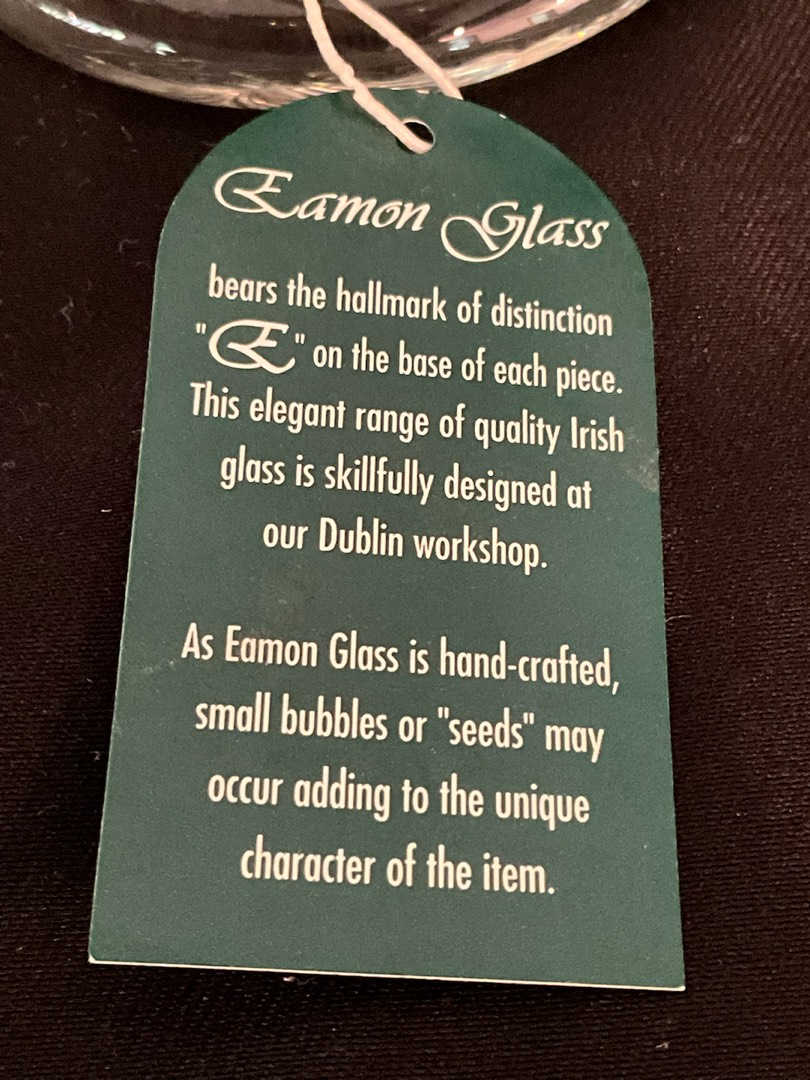 Eamon Glass
bears the hallmark of distinction
"E" on the base of each piece.
This elegant range of quality Irish
glass is skillfully designed at
our Dublin workshop.
As Eamon Glass is hand-crafted,
small bubbles or "seeds" may
occur adding to the unique
character of the item.